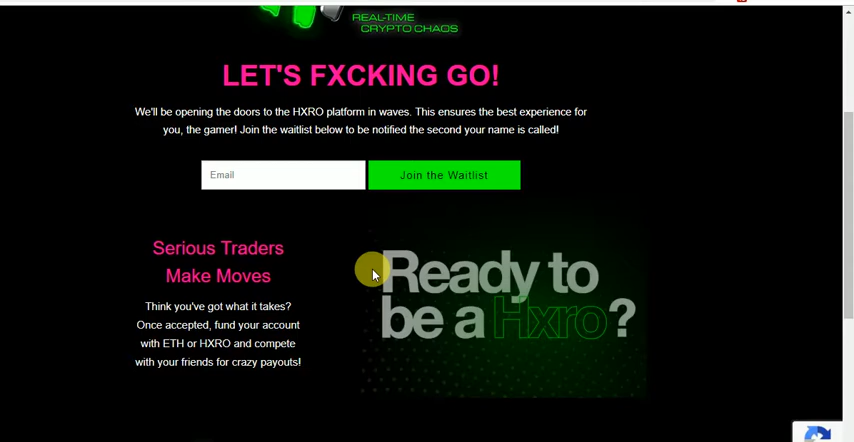 REAL-TIME
CRYPTO CHAOS
LET'S FXCKING GO!
We'll be opening the doors to the HXRO platform in waves. This ensures the best experience for
you, the gamer! Join the waitlist below to be notified the second your name is called!
Email
Join the Waitlist
Serious Traders
Make Moves
Think you've got what it takes?
Once accepted, fund your account
with ETH or HXRO and compete
with your friends for crazy payouts!
Ready to
be a Hxro?